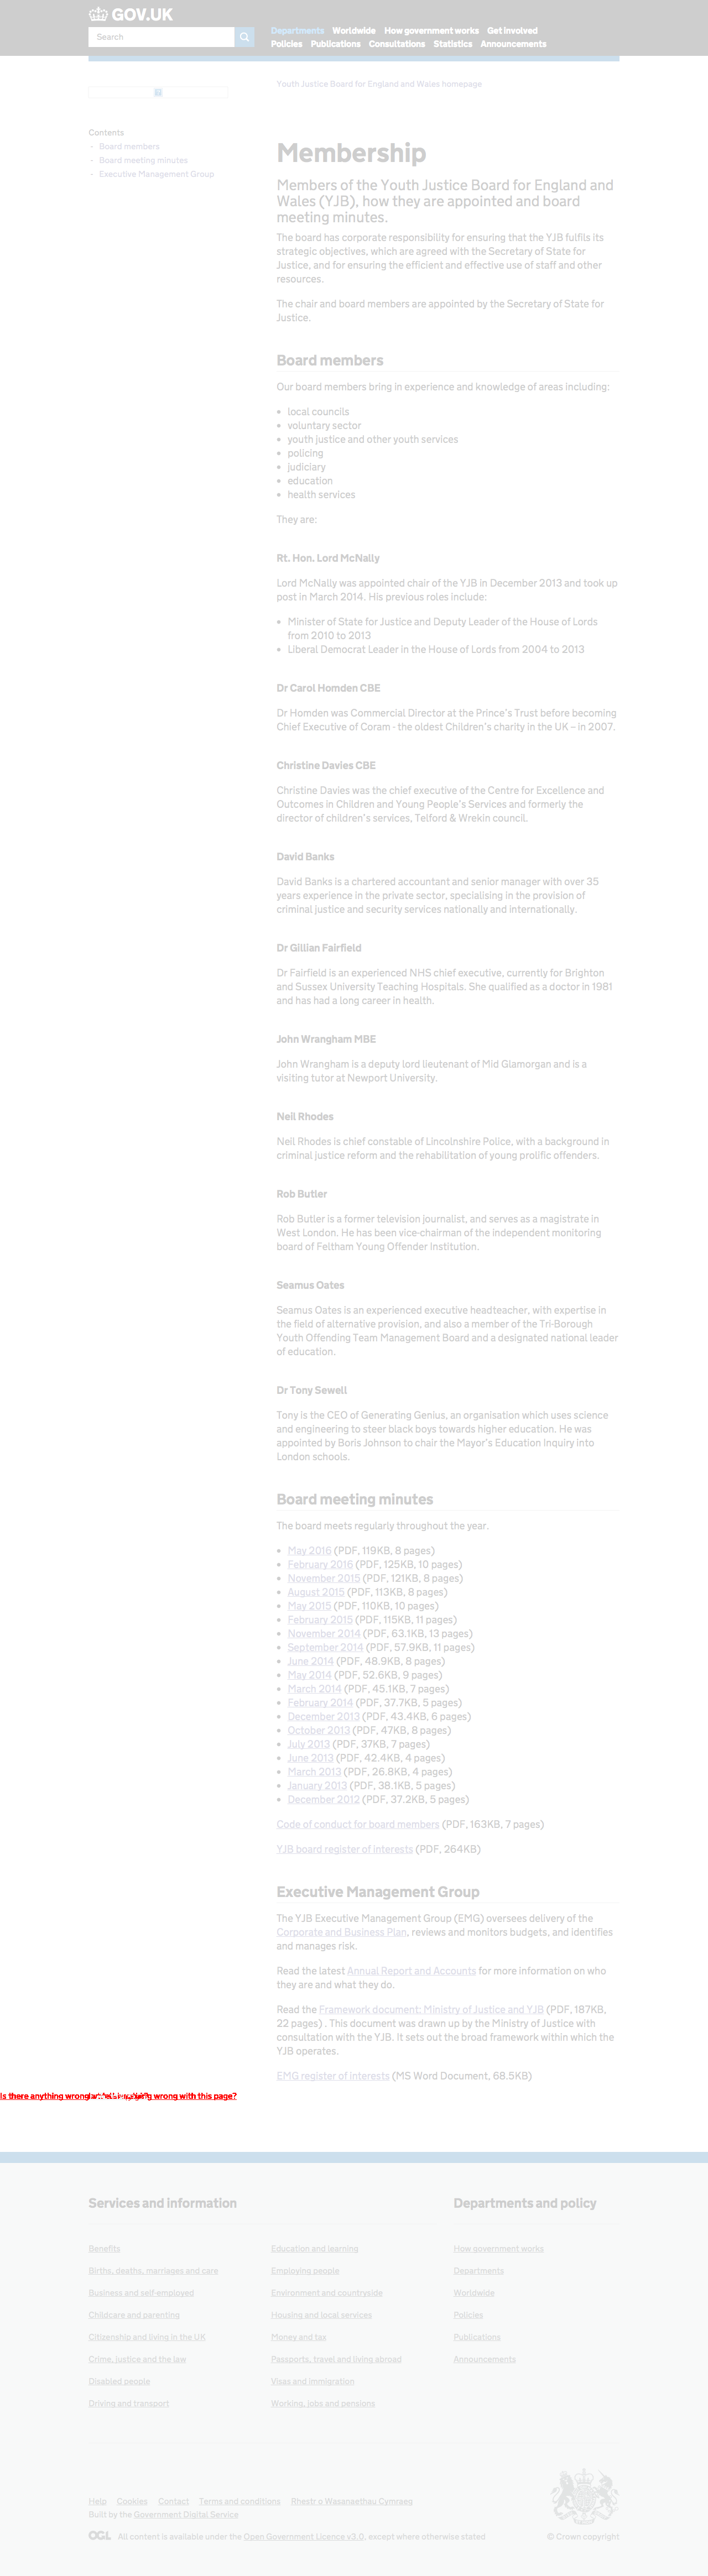 GOV.UK
Search
Departments Worldwide How government works Get involved
Policies Publications Consultations Statistics Announcements
Youth Justice Board for England and Wales homepage
Contents
Board members
Board meeting minutes
Executive Management Group
Membership
Members of the Youth Justice Board for England and
Wales (YJB), how they are appointed and board
meeting minutes.
The board has corporate responsibility for ensuring that the YJB fulfils its
strategic objectives, which are agreed with the Secretary of State for
Justice, and for ensuring the efficient and effective use of staff and other
resources.
The chair and board members are appointed by the Secretary of State for
Justice.
Board members
Our board members bring in experience and knowledge of areas including:
• local councils
• voluntary sector
• youth justice and other youth services
• policing
• judiciary
• education
• health services
They are:
Rt. Hon. Lord McNally
Lord McNally was appointed chair of the YJB in December 2013 and took up
post in March 2014. His previous roles include:
• Minister of State for Justice and Deputy Leader of the House of Lords
from 2010 to 2013
• Liberal Democrat Leader in the House of Lords from 2004 to 2013
Dr Carol Homden CBE
Dr Homden was Commercial Director at the Prince's Trust before becoming
Chief Executive of Coram - the oldest Children's charity in the UK – in 2007.
Christine Davies CBE
Christine Davies was the chief executive of the Centre for Excellence and
Outcomes in Children and Young People's Services and formerly the
director of children's services, Telford & Wrekin council.
David Banks
David Banks is a chartered accountant and senior manager with over 35
years experience in the private sector, specialising in the provision of
criminal justice and security services nationally and internationally.
Dr Gillian Fairfield
Dr Fairfield is an experienced NHS chief executive, currently for Brighton
and Sussex University Teaching Hospitals. She qualified as a doctor in 1981
and has had a long career in health.
John Wrangham MBE
John Wrangham is a deputy lord lieutenant of Mid Glamorgan and is a
visiting tutor at Newport University.
Neil Rhodes
Neil Rhodes is chief constable of Lincolnshire Police, with a background in
criminal justice reform and the rehabilitation of young prolific offenders.
Rob Butler
Rob Butler is a former television journalist, and serves as a magistrate in
West London. He has been vice-chairman of the independent monitoring
board of Feltham Young Offender Institution.
Seamus Oates
Seamus Oates is an experienced executive headteacher, with expertise in
the field of alternative provision, and also a member of the Tri-Borough
Youth Offending Team Management Board and a designated national leader
of education.
Dr Tony Sewell
Tony is the CEO of Generating Genius, an organisation which uses science
and engineering to steer black boys towards higher education. He was
appointed by Boris Johnson to chair the Mayor's Education Inquiry into
London schools.
Board meeting minutes
The board meets regularly throughout the year.
• May 2016 (PDF, 119KB, 8 pages)
• February 2016 (PDF, 125KB, 10 pages)
• November 2015 (PDF, 121KB, 8 pages)
• August 2015 (PDF, 113KB, 8 pages)
• May 2015 (PDF, 110KB, 10 pages)
• February 2015 (PDF, 115KB, 11 pages)
• November 2014 (PDF, 63.1KB, 13 pages)
• September 2014 (PDF, 57.9KB, 11 pages)
• June 2014 (PDF, 48.9KB, 8 pages)
• May 2014 (PDF, 52.6KB, 9 pages)
• March 2014 (PDF, 45.1KB, 7 pages)
• February 2014 (PDF, 37.7KB, 5 pages)
• December 2013 (PDF, 43.4KB, 6 pages)
• October 2013 (PDF, 47KB, 8 pages)
• July 2013 (PDF, 37KB, 7 pages)
• June 2013 (PDF, 42.4KB, 4 pages)
• March 2013 (PDF, 26.8KB, 4 pages)
• January 2013 (PDF, 38.1KB, 5 pages)
• December 2012 (PDF, 37.2KB, 5 pages)
Code of conduct for board members (PDF, 163KB, 7 pages)
YJB board register of interests (PDF, 264KB)
Executive Management Group
The YJB Executive Management Group (EMG) oversees delivery of the
Corporate and Business Plan, reviews and monitors budgets, and identifies
and manages risk.
Read the latest Annual Report and Accounts for more information on who
they are and what they do.
Read the Framework document: Ministry of Justice and YJB (PDF, 187KB,
22 pages) . This document was drawn up by the Ministry of Justice with
consultation with the YJB. It sets out the broad framework within which the
YJB operates.
EMG register of interests (MS Word Document, 68.5KB)
Is there anything wrong wrong with this page?
Services and information
Departments and policy
Benefits
Births, deaths, marriages and care
Business and self-employed
Childcare and parenting
Citizenship and living in the UK
Crime, justice and the law
Disabled people
Driving and transport
Education and learning
Employing people
Environment and countryside
Housing and local services
Money and tax
Passports, travel and living abroad
Visas and immigration
Working, jobs and pensions
How government works
Departments
Worldwide
Policies
Publications
Announcements
Help Cookies Contact Terms and conditions Rhestr o Wasanaethau Cymraeg
Built by the Government Digital Service
OGL All content is available under the Open Government Licence v3.0, except where otherwise stated
© Crown copyright